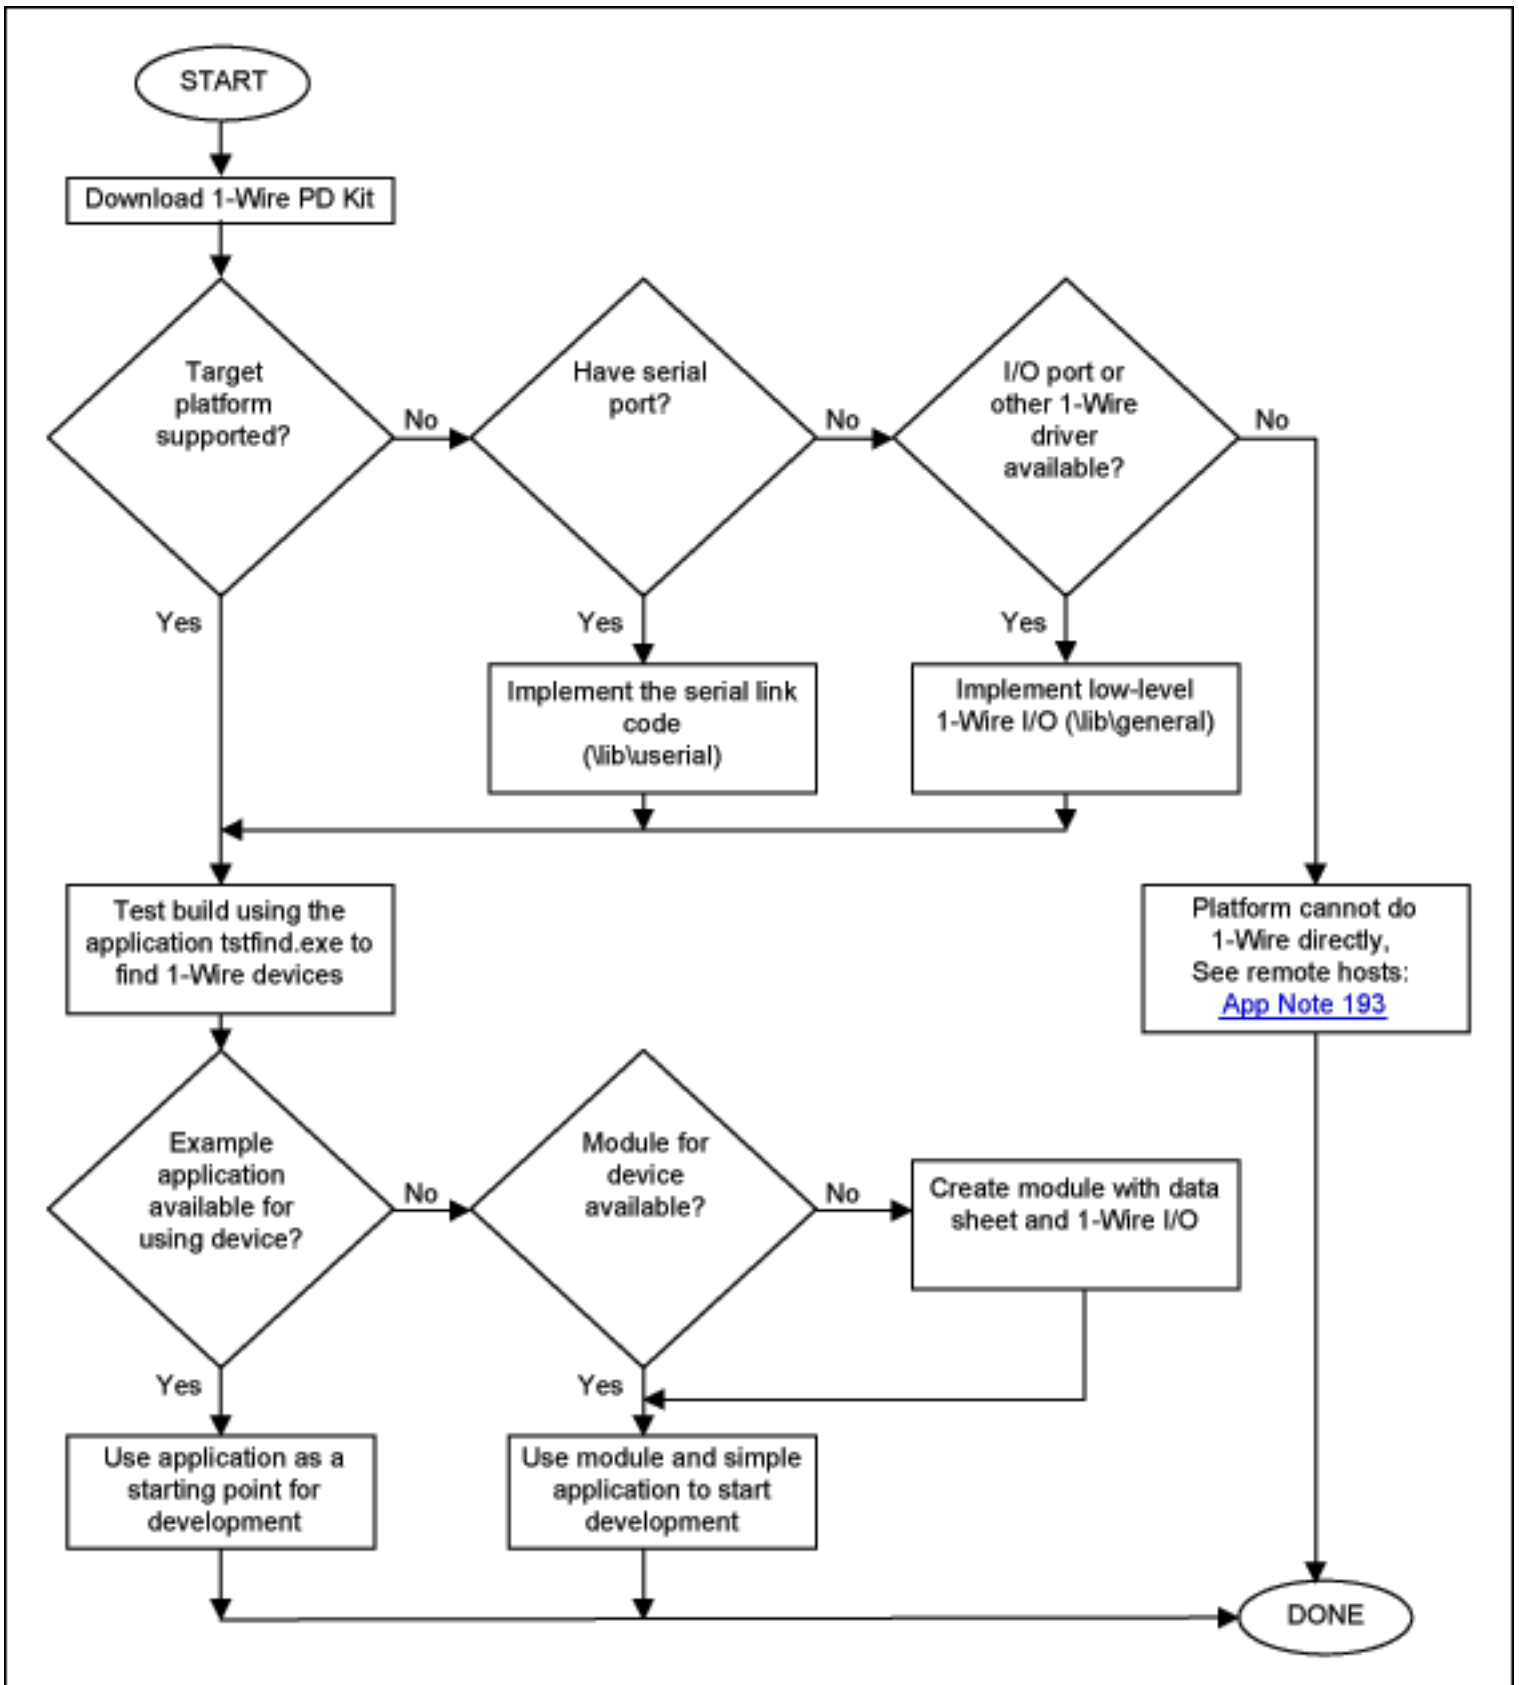 START
Download 1-Wire PD Kit
Target
platform
supported?
No
Have serial
port?
No
I/O port or
other 1-Wire
driver
available?
No
Yes
Yes
Yes
Implement the serial link
code
(\lib\userial)
Implement low-level
1-Wire I/O (\lib\general)
Test build using the
application tstfind.exe to
find 1-Wire devices
Platform cannot do
1-Wire directly,
See remote hosts:
App Note 193
Example
application
available for
using device?
No
Module for
device
available?
No
Create module with data
sheet and 1-Wire I/O
Yes
Yes
Use application as a
starting point for
development
Use module and simple
application to start
development
DONE